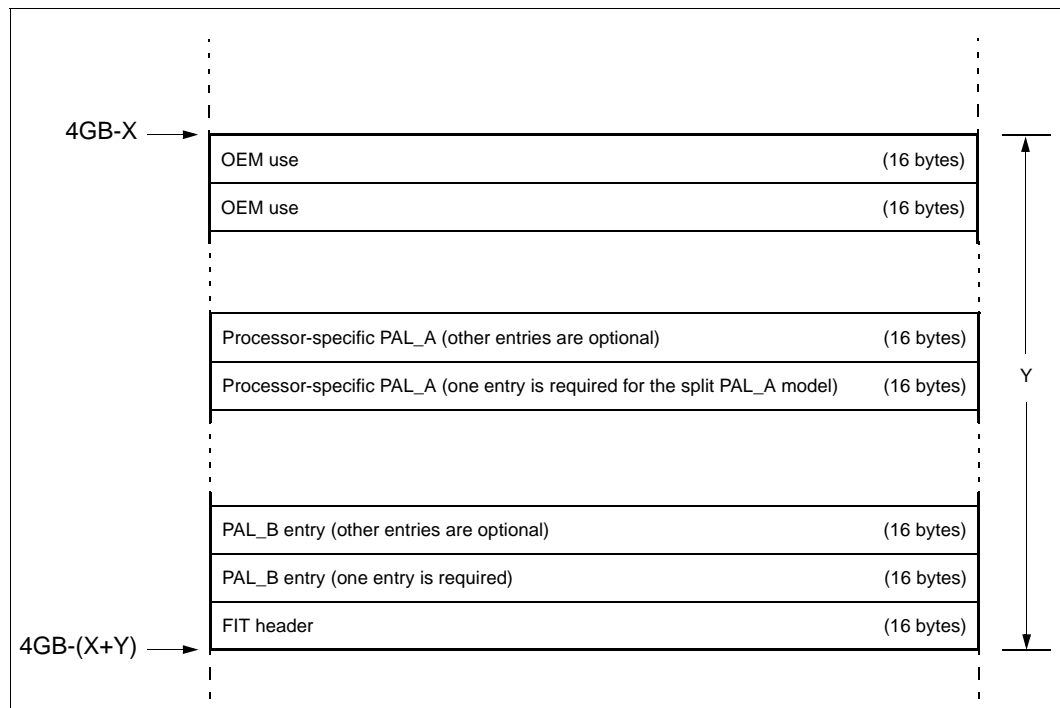 4GB-X
OEM use (16 bytes)
OEM use (16 bytes)
Processor-specific PAL_A (other entries are optional) (16 bytes)
Processor-specific PAL_A (one entry is required for the split PAL_A model) (16 bytes)
Y
PAL_B entry (other entries are optional) (16 bytes)
PAL_B entry (one entry is required) (16 bytes)
FIT header (16 bytes)
4GB-(X+Y)